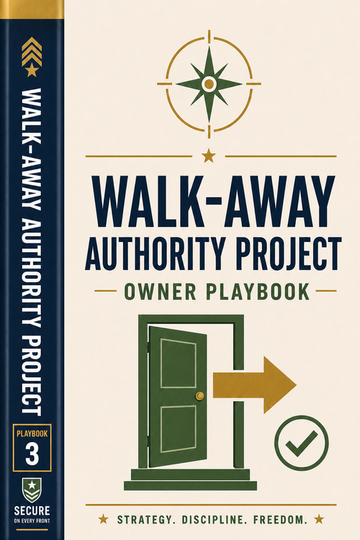 WALK-AWAY AUTHORITY PROJECT
PLAYBOOK
3
SECURE
ON EVERY FRONT
WALK-AWAY
AUTHORITY PROJECT
OWNER PLAYBOOK
STRATEGY. DISCIPLINE. FREEDOM.